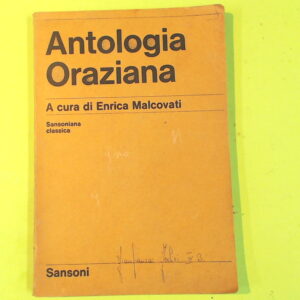 Antologia
Oraziana
A cura di Enrica Malcovati
Sansoniana
classica
Sansoni